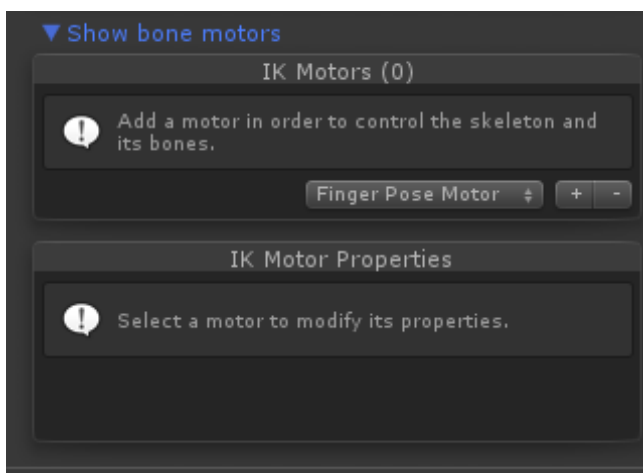 Show bone motors
IK Motors (0)
Add a motor in order to control the skeleton and
its bones.
Finger Pose Motor + -
IK Motor Properties
Select a motor to modify its properties.